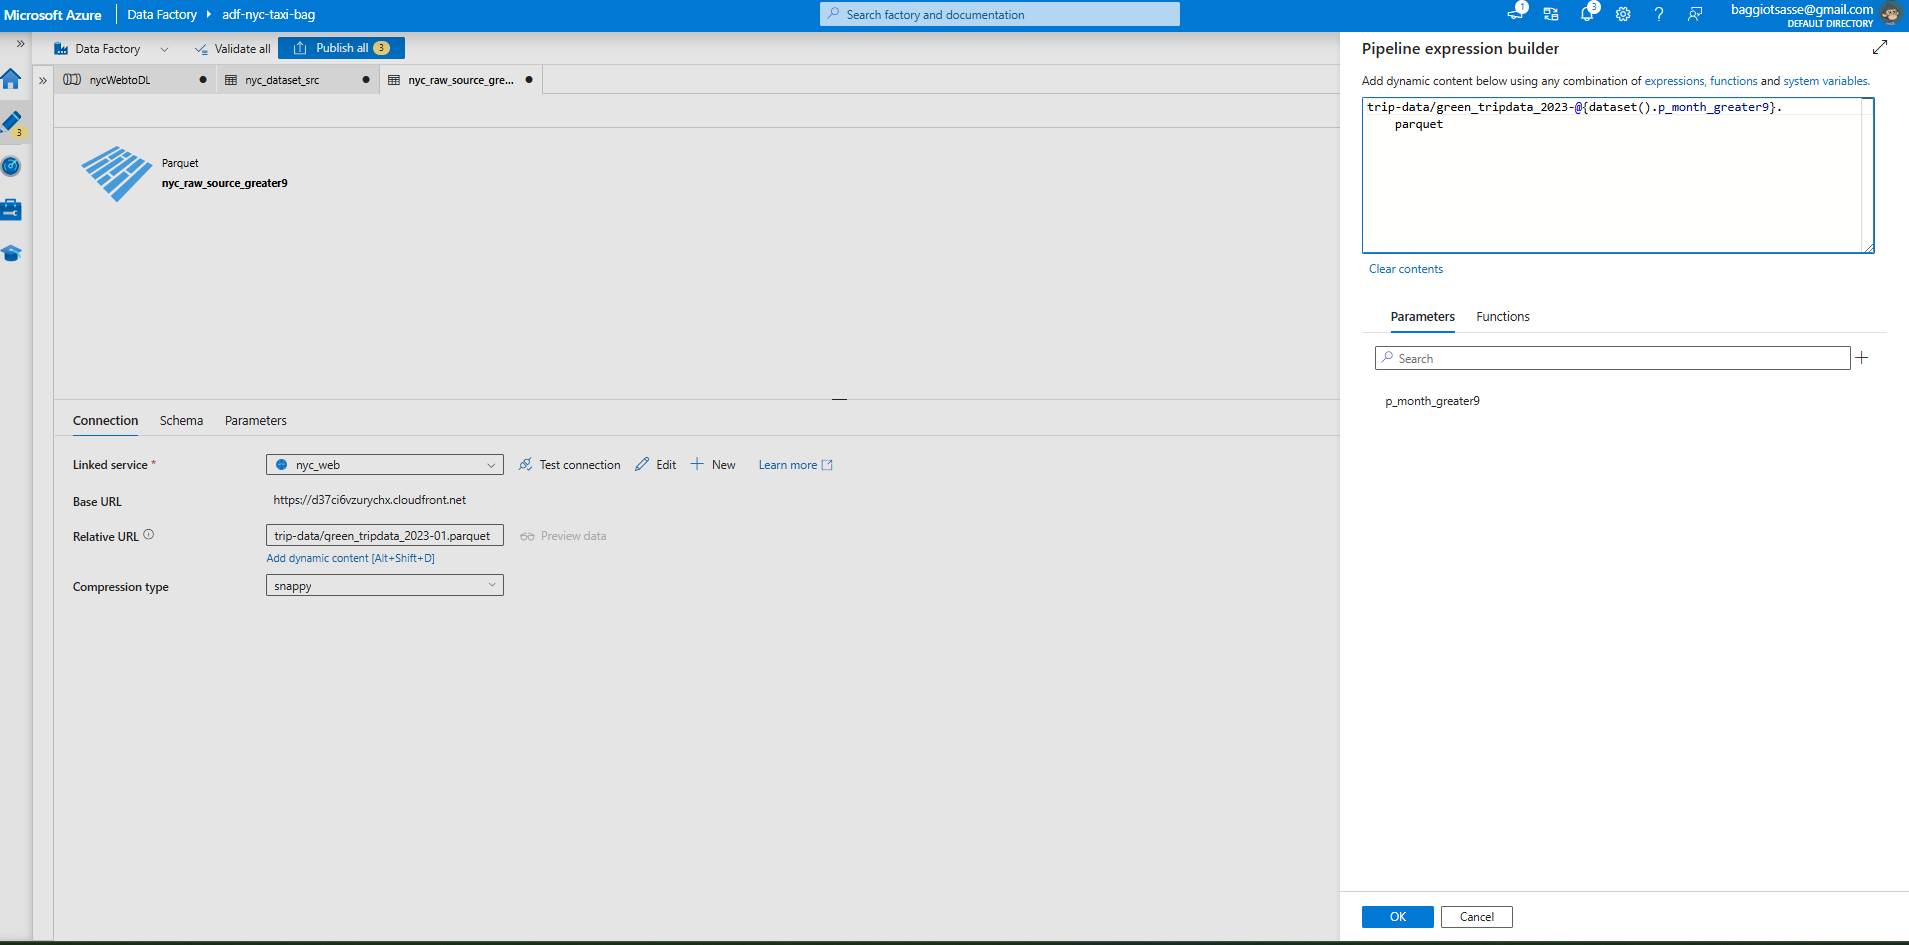 Microsoft Azure
Data Factory
adf-nyc-taxi-bag
Search factory and documentation
1
3
baggiotsasse@gmail.com
DEFAULT DIRECTORY
Data Factory
Validate all
Publish all 3
3
nycWebtoDL
nyc_dataset_src
nyc_raw_source_gre...
Parquet
nyc_raw_source_greater9
Connection
Schema
Parameters
Linked service *
nyc_web
Test connection
Edit
New
Learn more
Base URL
https://d37ci6vzurychx.cloudfront.net
Relative URL
trip-data/green_tripdata_2023-01.parquet
Preview data
Add dynamic content [Alt+Shift+D]
Compression type
snappy
Pipeline expression builder
Add dynamic content below using any combination of expressions, functions and system variables.
trip-data/green_tripdata_2023-@{dataset().p_month_greater9}.
parquet
Clear contents
Parameters
Functions
Search
p_month_greater9
OK
Cancel